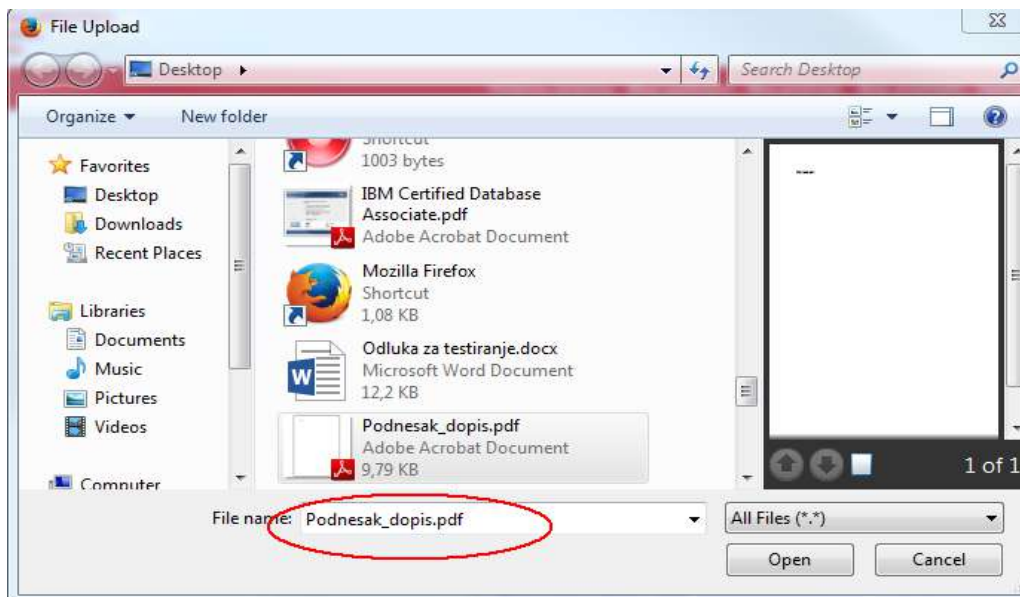 File Upload
Desktop
Search Desktop
Organize
New folder
Favorites
Desktop
Downloads
Recent Places
Libraries
Documents
Music
Pictures
Videos
Computer
Shortcut
1003 bytes
IBM Certified Database
Associate.pdf
Adobe Acrobat Document
Mozilla Firefox
Shortcut
1,08 KB
Odluka za testiranje.docx
Microsoft Word Document
12,2 KB
Podnesak_dopis.pdf
Adobe Acrobat Document
9,79 KB
1 of 1
File name: Podnesak_dopis.pdf
All Files (*.*)
Open
Cancel